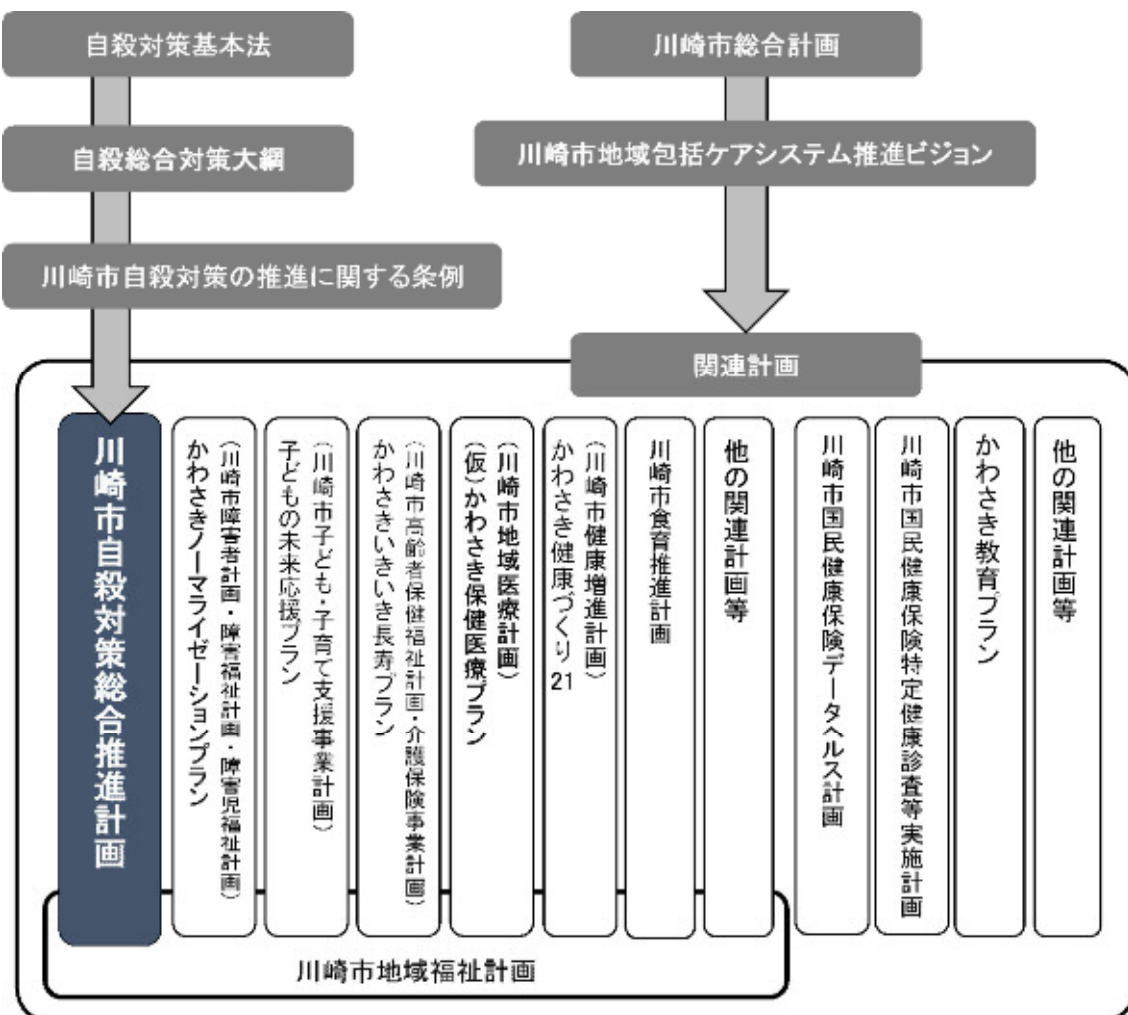 自殺対策基本法
自殺総合対策大綱
川崎市自殺対策の推進に関する条例
川崎市総合計画
川崎市地域包括ケアシステム推進ビジョン
関連計画
川崎市自殺対策総合推進計画
(川崎市障害者計画・障害福祉計画・障害児福祉計画)
かわさきノーマライゼーションプラン
(川崎市子ども・子育て支援事業計画)
子どもの未来応援プラン
(川崎市高齢者保健福祉計画・介護保険事業計画)
かわさきいきいき長寿プラン
(川崎市地域医療計画)
(仮)かわさき保健医療プラン
(川崎市健康増進計画)
かわさき健康づくり21
川崎市食育推進計画
他の関連計画等
川崎市国民健康保険データヘルス計画
川崎市国民健康保険特定健康診査等実施計画
かわさき教育プラン
他の関連計画等
川崎市地域福祉計画